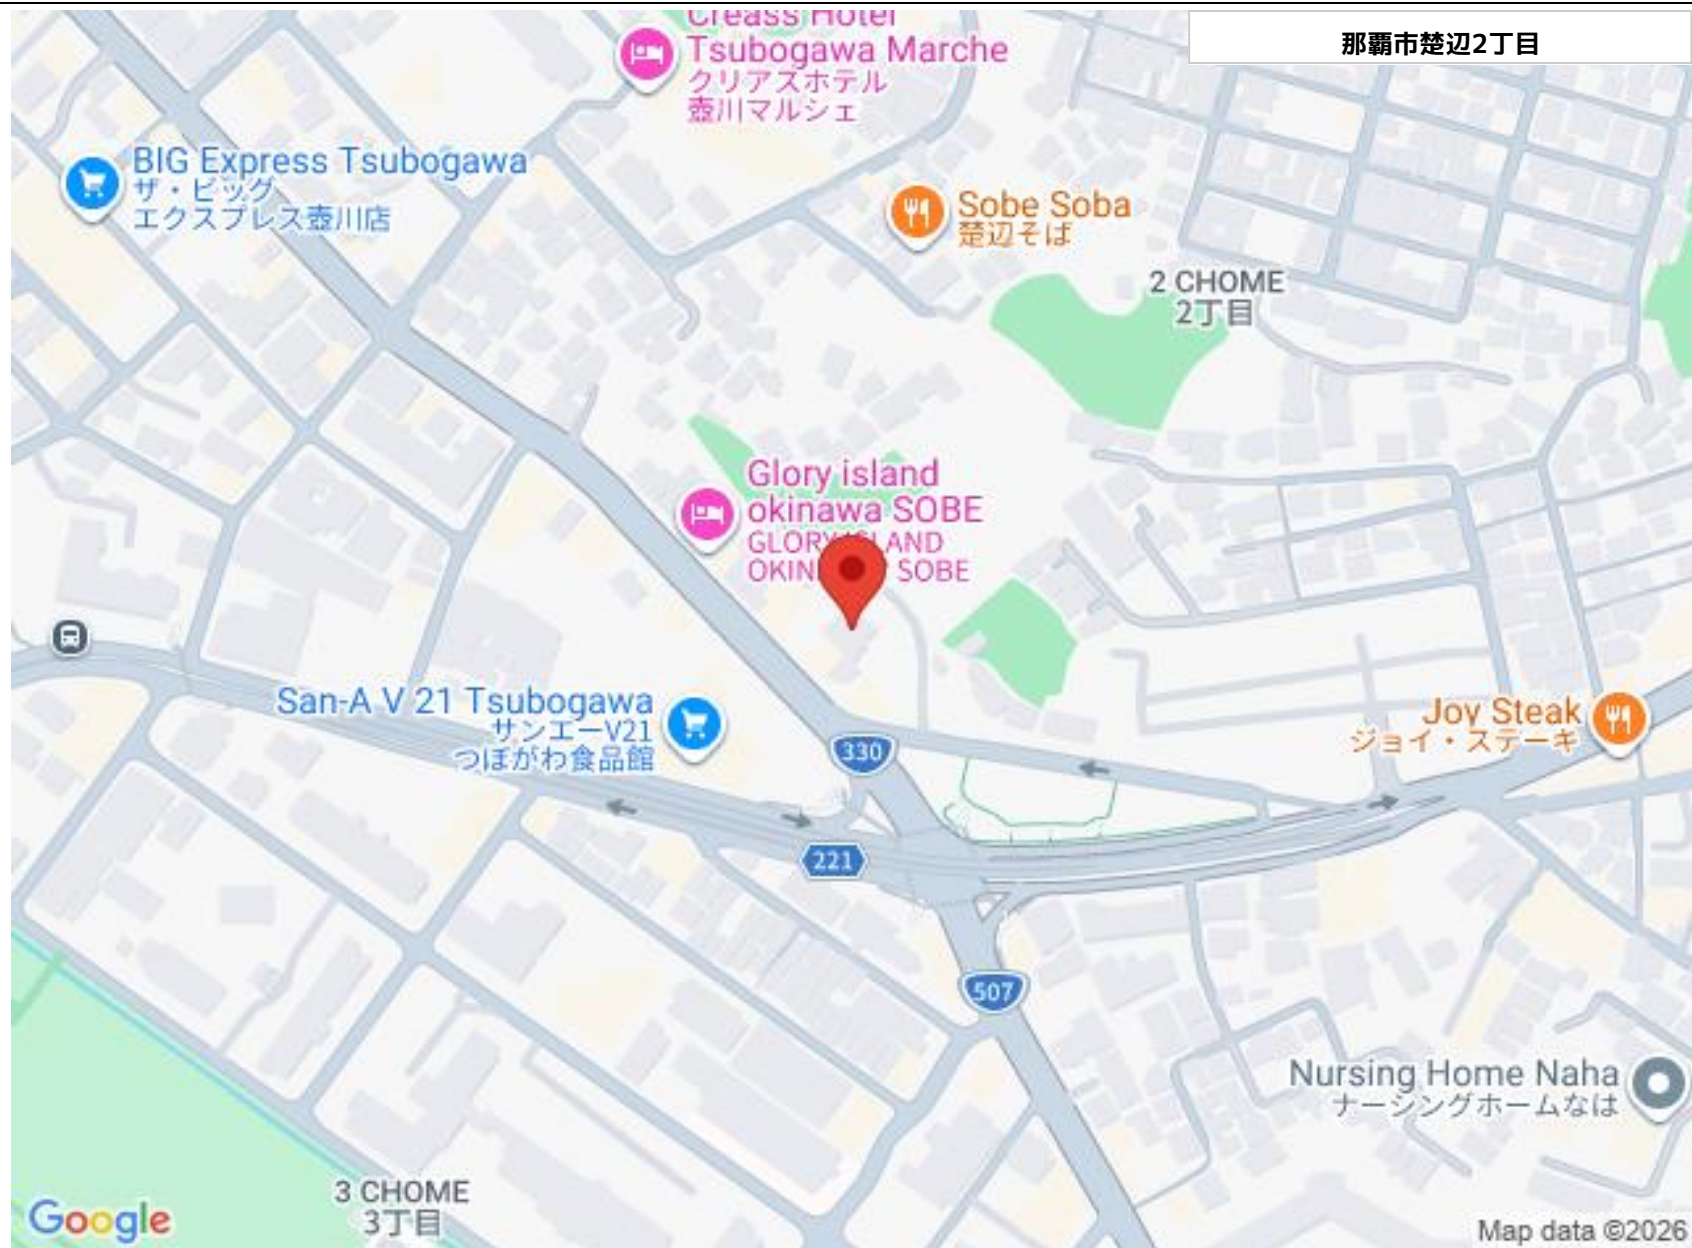 Creass Hotel
Tsubogawa Marche
クリアスホテル
壺川マルシェ
那覇市楚辺2丁目
BIG Express Tsubogawa
ザ・ビッグ
エクスプレス壺川店
Sobe Soba
楚辺そば
2 CHOME
2丁目
Glory island
okinawa SOBE
GLORY ISLAND
OKIN SOBE
San-A V 21 Tsubogawa
サンエーV21
つぼがわ食品館
Joy Steak
ジョイ・ステーキ
330
221
507
Nursing Home Naha
ナーシングホームなは
3 CHOME
3丁目
Google
Map data ©2026